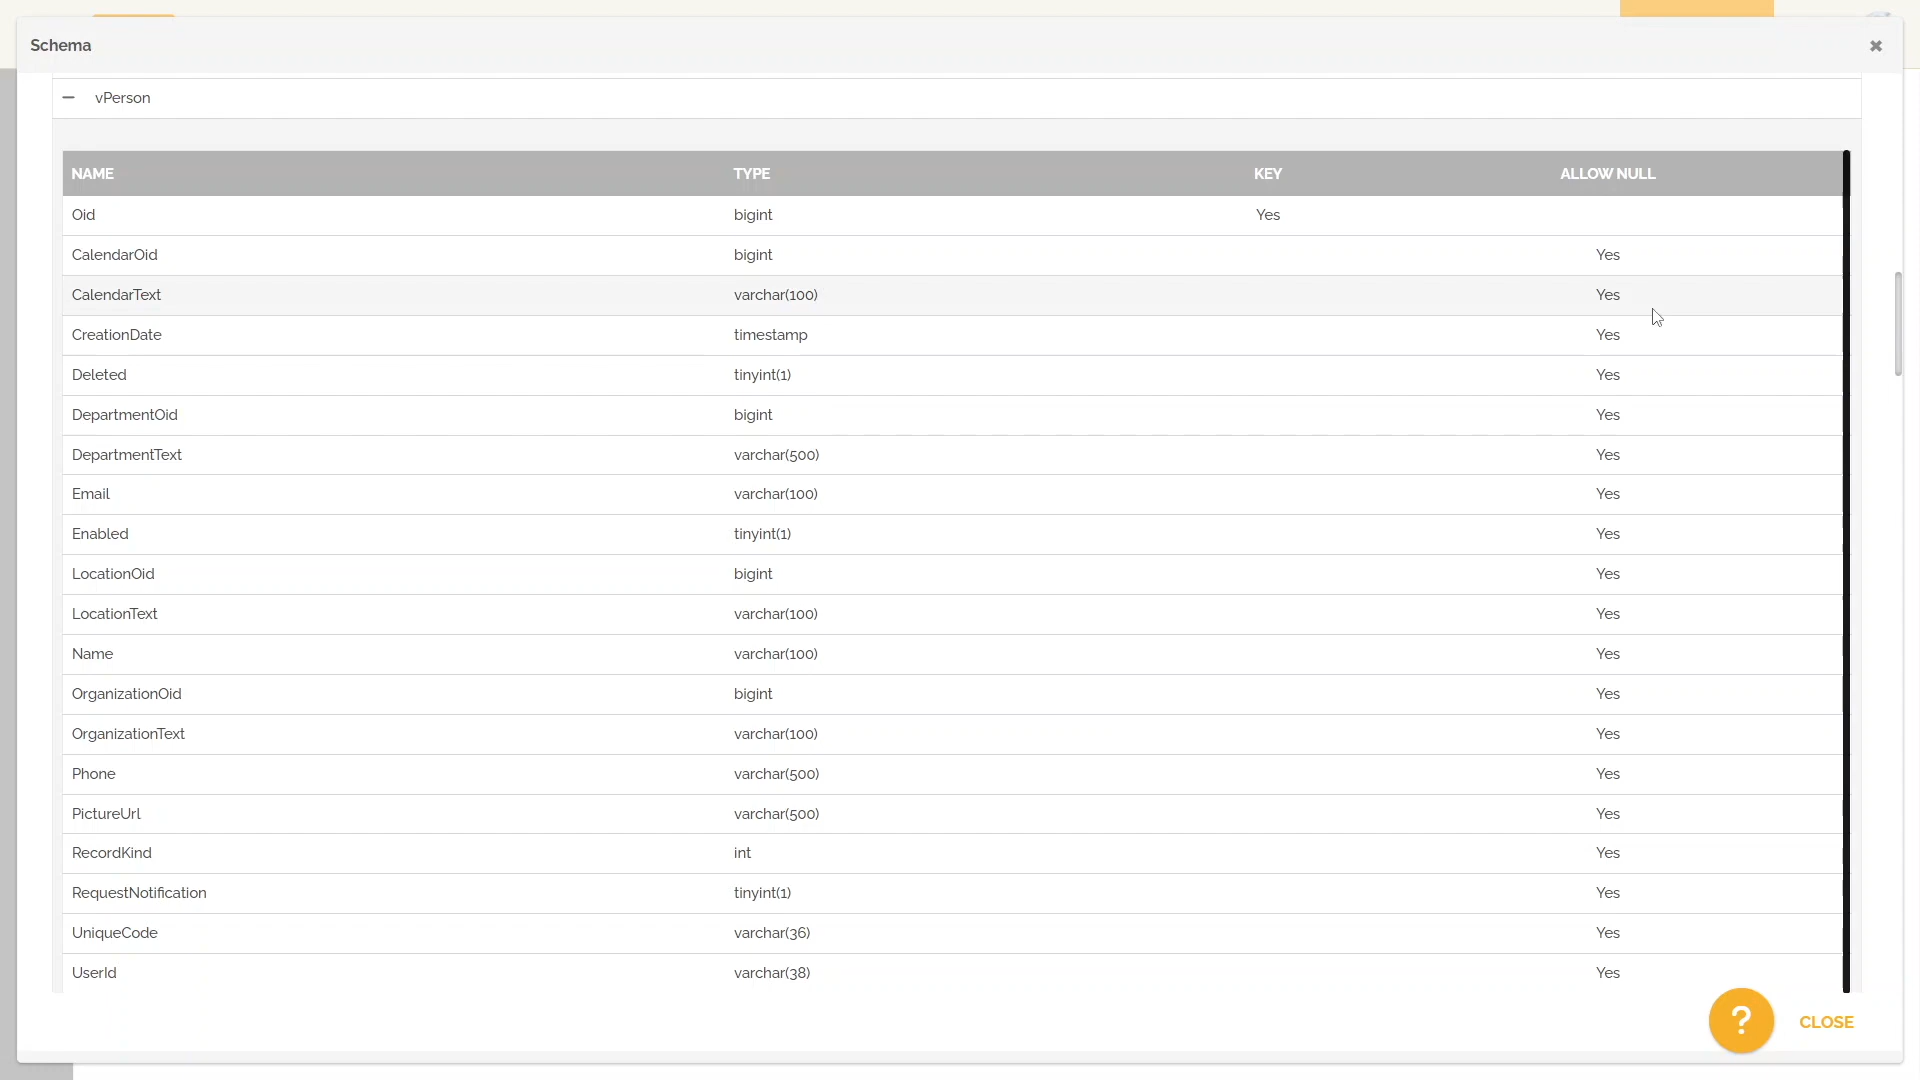 Schema
vPerson
NAME TYPE KEY ALLOW NULL
Oid bigint Yes
CalendarOid bigint Yes
CalendarText varchar(100) Yes
CreationDate timestamp Yes
Deleted tinyint(1) Yes
DepartmentOid bigint Yes
DepartmentText varchar(500) Yes
Email varchar(100) Yes
Enabled tinyint(1) Yes
LocationOid bigint Yes
LocationText varchar(100) Yes
Name varchar(100) Yes
OrganizationOid bigint Yes
OrganizationText varchar(100) Yes
Phone varchar(500) Yes
PictureUrl varchar(500) Yes
RecordKind int Yes
RequestNotification tinyint(1) Yes
UniqueCode varchar(36) Yes
UserId varchar(38) Yes
? CLOSE